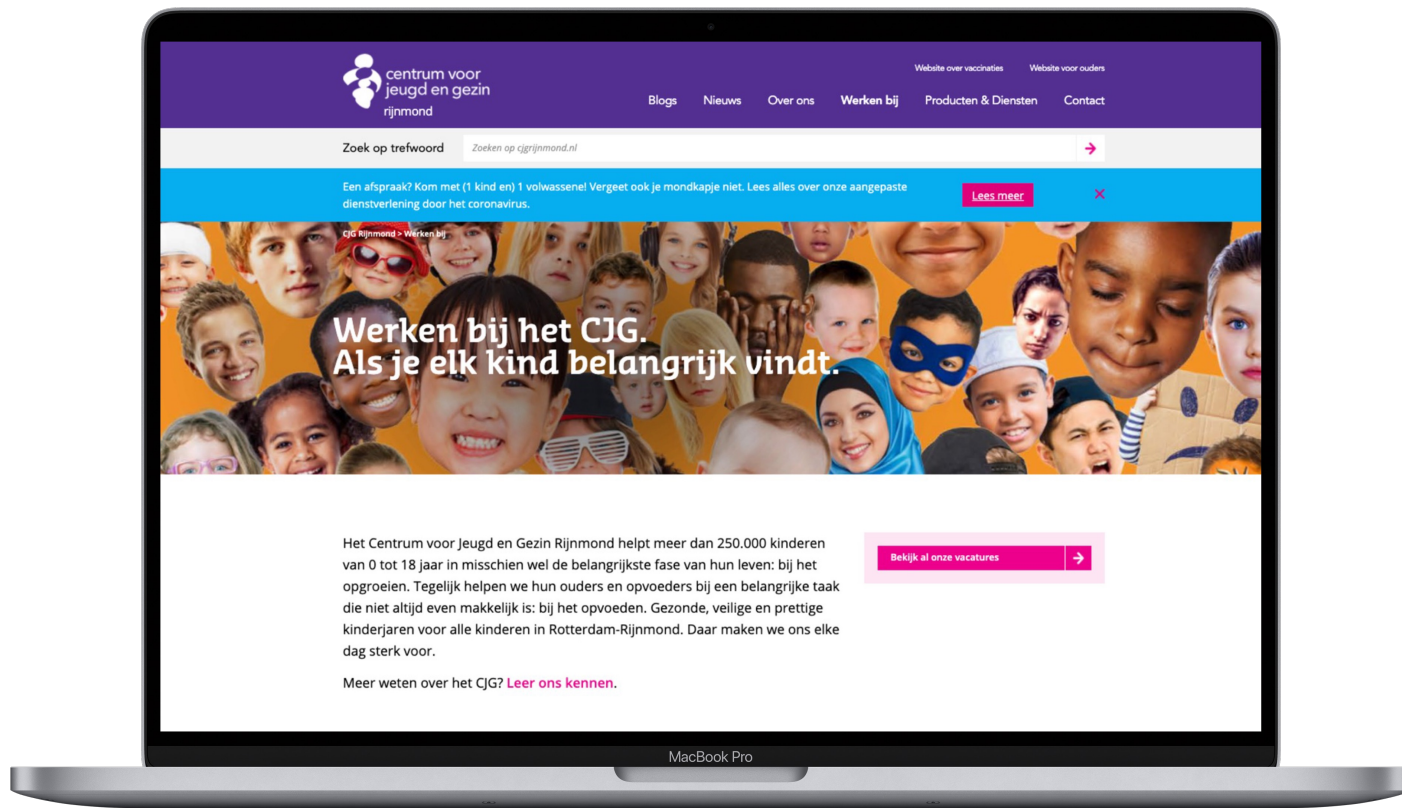 centrum voor
jeugd en gezin
rijnmond
Website over vaccinaties Website voor ouders
Blogs Nieuws Over ons Werken bij Producten & Diensten Contact
Zoek op trefwoord Zoeken op cjgrijnmond.nl
Een afspraak? Kom met (1 kind en) 1 volwassene! Vergeet ook je mondkapje niet. Lees alles over onze aangepaste
dienstverlening door het coronavirus.
Lees meer
CJG Rijnmond > Werken bij
Werken bij het CJG.
Als je elk kind belangrijk vindt.
Het Centrum voor Jeugd en Gezin Rijnmond helpt meer dan 250.000 kinderen
van 0 tot 18 jaar in misschien wel de belangrijkste fase van hun leven: bij het
opgroeien. Tegelijk helpen we hun ouders en opvoeders bij een belangrijke taak
die niet altijd even makkelijk is: bij het opvoeden. Gezonde, veilige en prettige
kinderjaren voor alle kinderen in Rotterdam-Rijnmond. Daar maken we ons elke
dag sterk voor.
Meer weten over het CJG? Leer ons kennen.
Bekijk al onze vacatures
MacBook Pro